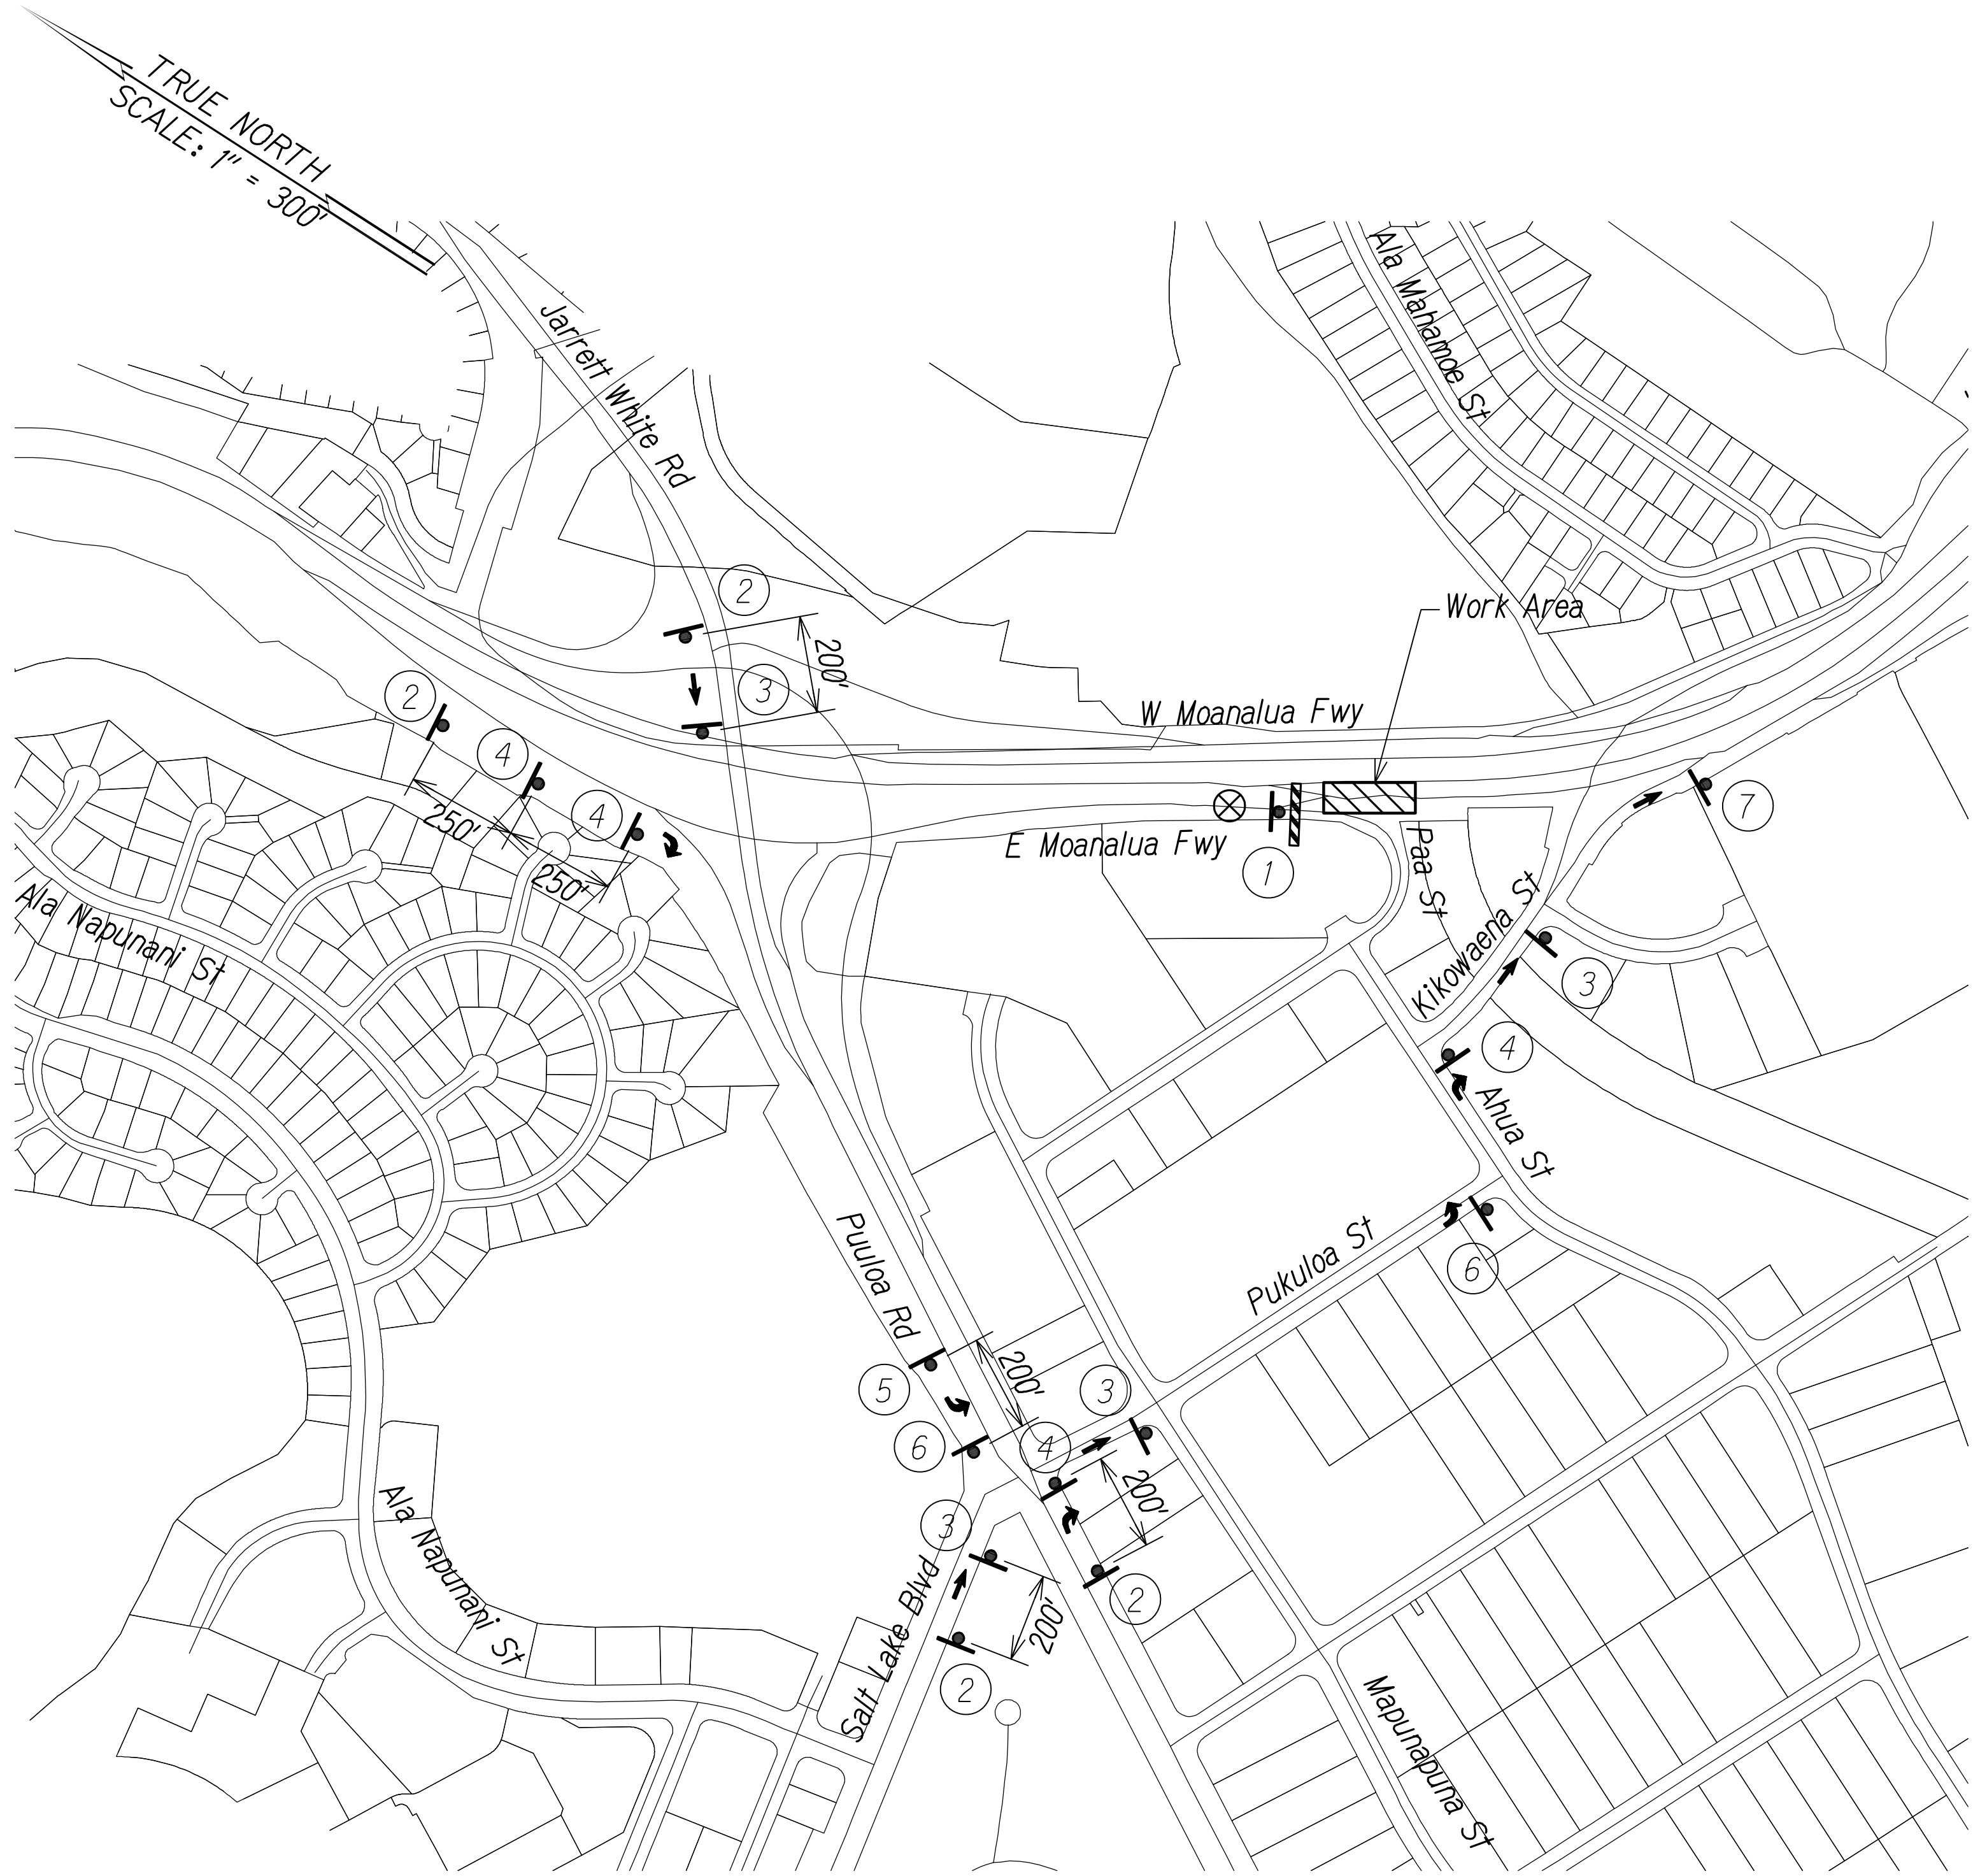 TRUE NORTH
SCALE: 1" = 300'
Jarrett White Rd
Ala Mahamoe St
2
200'
3
Work Area
2
4
4
250'
250'
W Moanalua Fwy
E Moanalua Fwy
1
7
Paa St
Kikowaena St
3
4
Ahua St
Ala Napunani St
Puuloa Rd
Pukuloa St
6
5
200'
6
3
4
200'
3
2
Ala Napunani St
Salt Lake Blvd
200'
2
Mapunapuna St